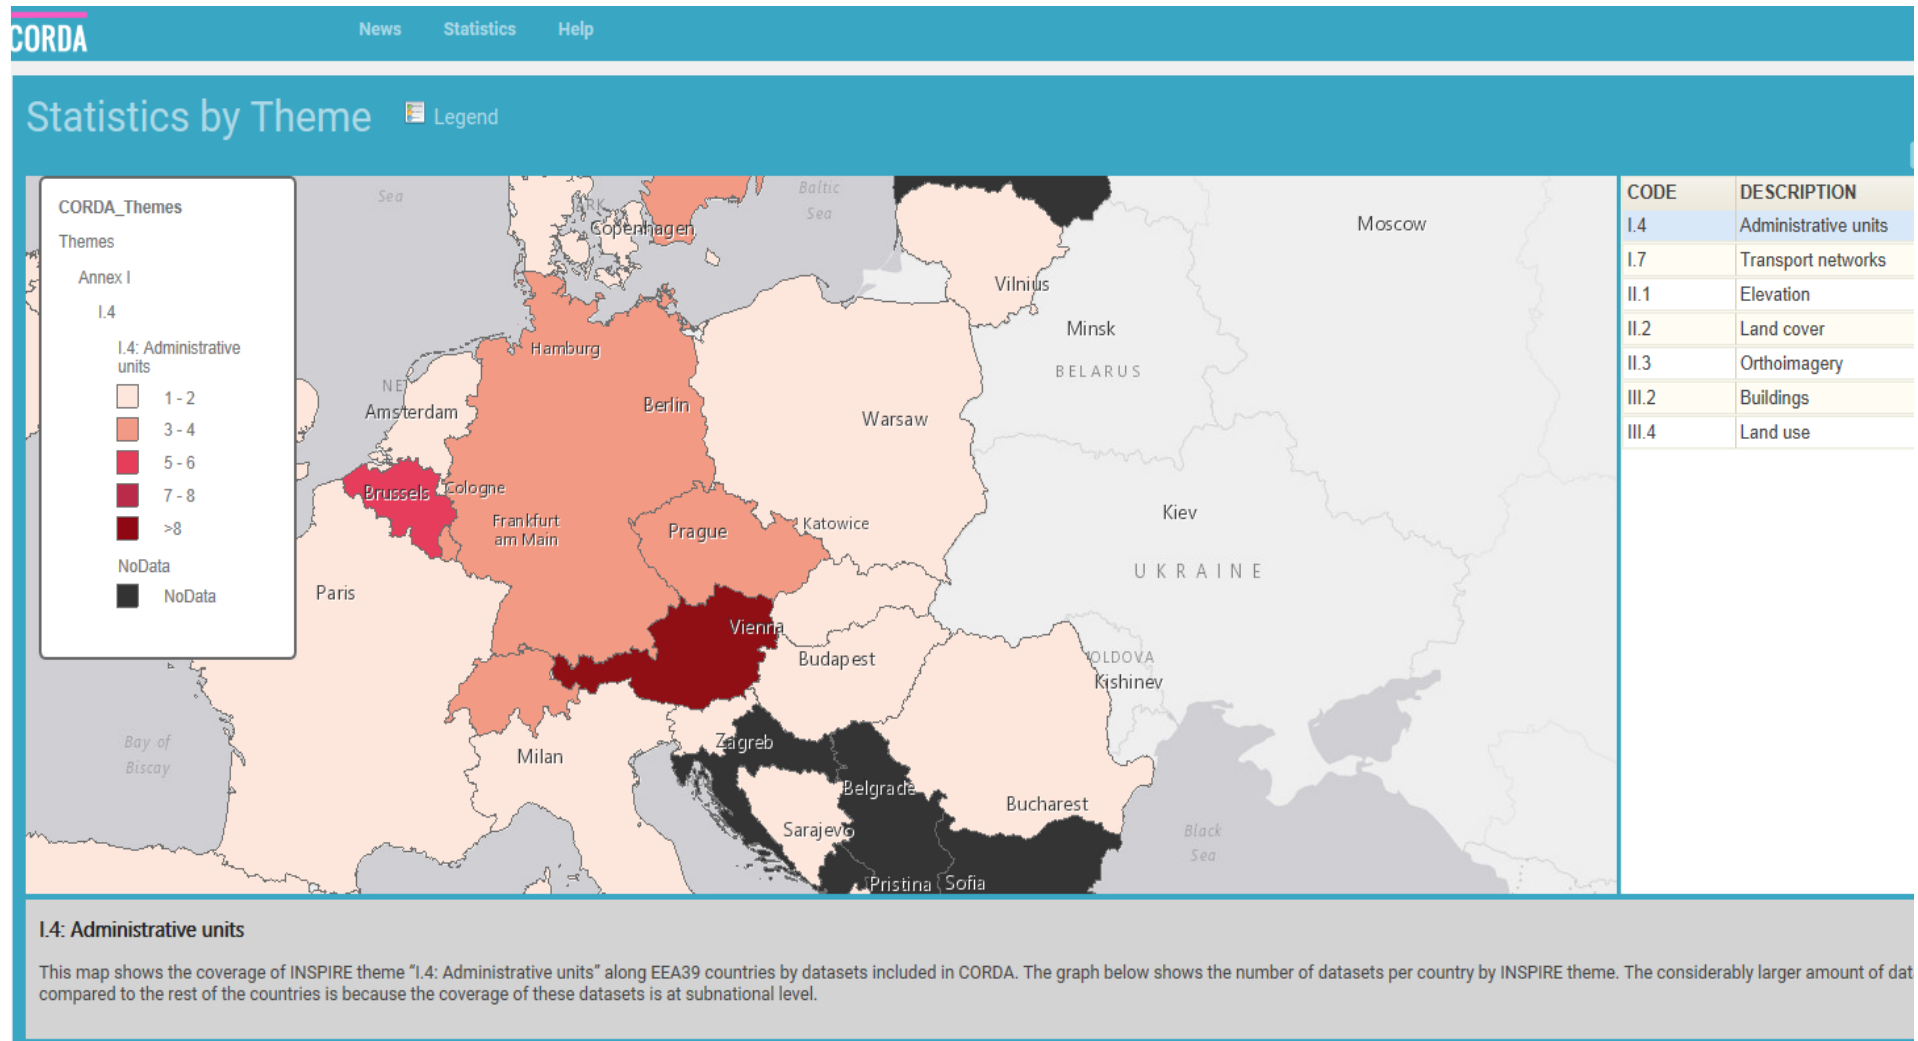 CORDA
News Statistics Help
Statistics by Theme Legend
CORDA_Themes
Themes
Annex I
I.4
I.4: Administrative
units
1 - 2
3 - 4
5 - 6
7 - 8
>8
NoData
NoData
Sea
Baltic
Sea
Moscow
Copenhagen
Vilnius
Minsk
Hamburg
BELARUS
Amsterdam
Berlin
Warsaw
Brussels
Cologne
Kiev
Frankfurt
am Main
Prague
Katowice
UKRAINE
Paris
Vienna
Budapest
OLDOVA
Kishinev
Bay of
Biscay
Zagreb
Milan
Belgrade
Bucharest
Sarajevo
Black
Sea
Pristina
Sofia
CODE DESCRIPTION
I.4 Administrative units
I.7 Transport networks
II.1 Elevation
II.2 Land cover
II.3 Orthoimagery
III.2 Buildings
III.4 Land use
I.4: Administrative units
This map shows the coverage of INSPIRE theme “I.4: Administrative units” along EEA39 countries by datasets included in CORDA. The graph below shows the number of datasets per country by INSPIRE theme. The considerably larger amount of dat
compared to the rest of the countries is because the coverage of these datasets is at subnational level.